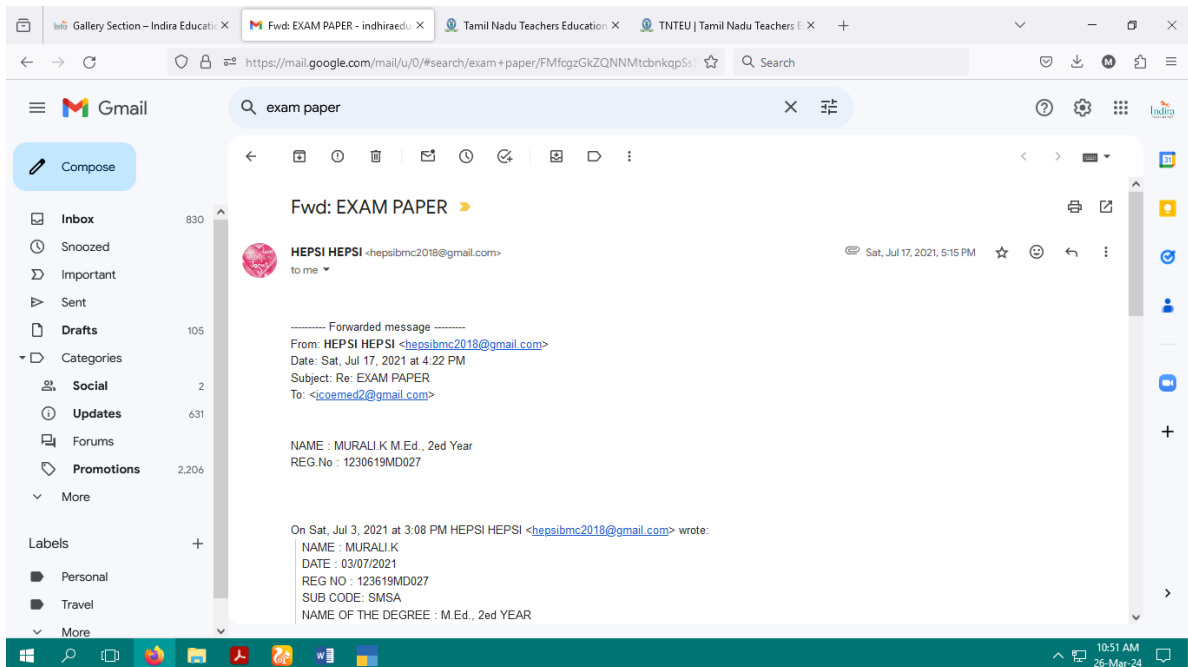 Gallery Section – Indira Educatio
Fwd: EXAM PAPER - indhiraedu
Tamil Nadu Teachers Education
TNTEU | Tamil Nadu Teachers E
https://mail.google.com/mail/u/0/#search/exam+paper/FMfcgzGkZQNNMtcbnkqpSsS
Search
Gmail
exam paper
Indira
Compose
31
Inbox 830
Snoozed
Important
Sent
Drafts 105
Categories
Social 2
Updates 631
Forums
Promotions 2,206
More
Labels
Personal
Travel
More
Fwd: EXAM PAPER
HEPSI HEPSI <hepsibmc2018@gmail.com>
Sat, Jul 17, 2021, 5:15 PM
to me
---------- Forwarded message ---------
From: HEPSI HEPSI <hepsibmc2018@gmail.com>
Date: Sat, Jul 17, 2021 at 4:22 PM
Subject: Re: EXAM PAPER
To: <icoemed2@gmail.com>
NAME : MURALI.K M.Ed., 2ed Year
REG.No : 1230619MD027
On Sat, Jul 3, 2021 at 3:08 PM HEPSI HEPSI <hepsibmc2018@gmail.com> wrote:
NAME : MURALI.K
DATE : 03/07/2021
REG NO : 123619MD027
SUB CODE: SMSA
NAME OF THE DEGREE : M.Ed., 2ed YEAR
10:51 AM
26-Mar-24